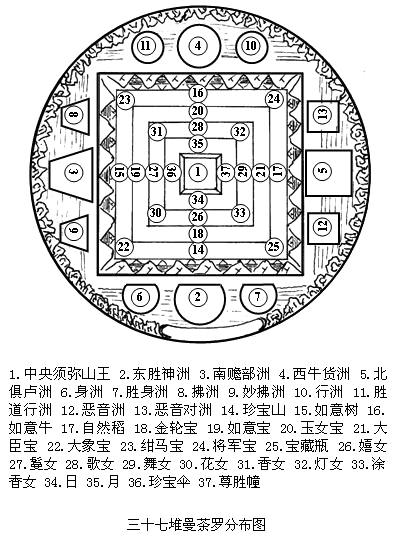 11 4 10
16
23 24
20
8 13
28
31 32
35
3 15 19 27 36 1 37 29 21 17 5
34
30 33
26
9 12
18
22 25
14
6 2 7
1.中央须弥山王 2.东胜神洲 3.南赡部洲 4.西牛货洲 5.北
俱卢洲 6.身洲 7.胜身洲 8.拂洲 9.妙拂洲 10.行洲 11.胜
道行洲 12.恶音洲 13.恶音对洲 14.珍宝山 15.如意树 16.
如意牛 17.自然稻 18.金轮宝 19.如意宝 20.玉女宝 21.大
臣宝 22.大象宝 23.绀马宝 24.将军宝 25.宝藏瓶 26.嬉女
27.鬘女 28.歌女 29.舞女 30.花女 31.香女 32.灯女 33.涂
香女 34.日 35.月 36.珍宝伞 37.尊胜幢
三十七堆曼荼罗分布图